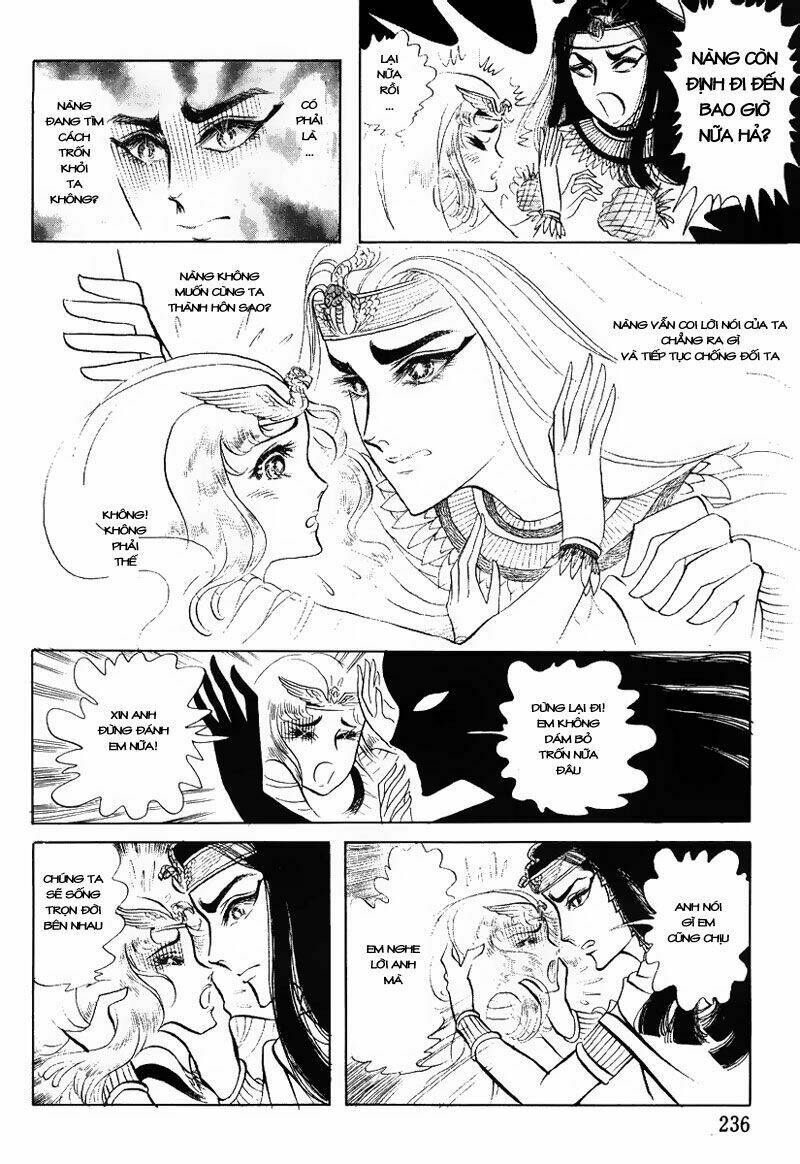 NÀNG CÒN
ĐỊNH ĐI ĐẾN
BAO GIỜ
NỮA HẢ?
LẠI
NỮA
RỒI
...
CÓ
PHẢI
LÀ
...
NÀNG
ĐANG TÌM
CÁCH
TRỐN
KHỎI
TA
KHÔNG?
NÀNG KHÔNG
MUỐN CÙNG TA
THÀNH HÔN SAO?
NÀNG VẪN COI LỜI NÓI CỦA TA
CHẲNG RA GÌ
VÀ TIẾP TỤC CHỐNG ĐỐI TA
KHÔNG!
KHÔNG
PHẢI
THẾ
XIN ANH
ĐỪNG ĐÁNH
EM NỮA!
DỪNG LẠI ĐI!
EM KHÔNG
DÁM BỎ
TRỐN NỮA
ĐÂU
ANH NÓI
GÌ EM
CŨNG CHỊU
EM NGHE
LỜI ANH
MÀ
CHÚNG TA
SẼ SỐNG
TRỌN ĐỜI
BÊN NHAU
236